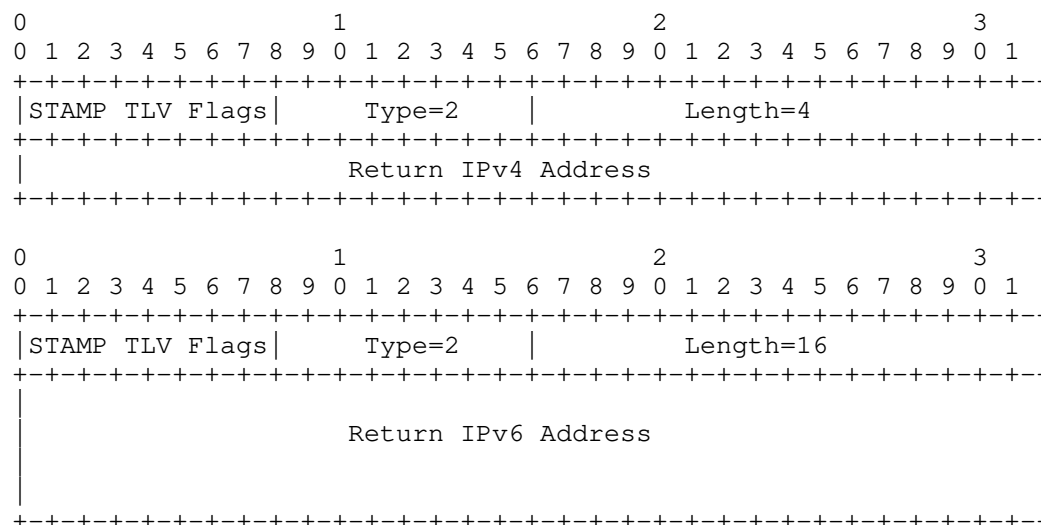 0                   1                   2                   3
0 1 2 3 4 5 6 7 8 9 0 1 2 3 4 5 6 7 8 9 0 1 2 3 4 5 6 7 8 9 0 1
+-+-+-+-+-+-+-+-+-+-+-+-+-+-+-+-+-+-+-+-+-+-+-+-+-+-+-+-+-+-+-+-
|STAMP TLV Flags|     Type=2    |         Length=4
+-+-+-+-+-+-+-+-+-+-+-+-+-+-+-+-+-+-+-+-+-+-+-+-+-+-+-+-+-+-+-+-
|                    Return IPv4 Address
+-+-+-+-+-+-+-+-+-+-+-+-+-+-+-+-+-+-+-+-+-+-+-+-+-+-+-+-+-+-+-+-

0                   1                   2                   3
0 1 2 3 4 5 6 7 8 9 0 1 2 3 4 5 6 7 8 9 0 1 2 3 4 5 6 7 8 9 0 1
+-+-+-+-+-+-+-+-+-+-+-+-+-+-+-+-+-+-+-+-+-+-+-+-+-+-+-+-+-+-+-+-
|STAMP TLV Flags|     Type=2    |         Length=16
+-+-+-+-+-+-+-+-+-+-+-+-+-+-+-+-+-+-+-+-+-+-+-+-+-+-+-+-+-+-+-+-
|
|                    Return IPv6 Address
|
|
+-+-+-+-+-+-+-+-+-+-+-+-+-+-+-+-+-+-+-+-+-+-+-+-+-+-+-+-+-+-+-+-